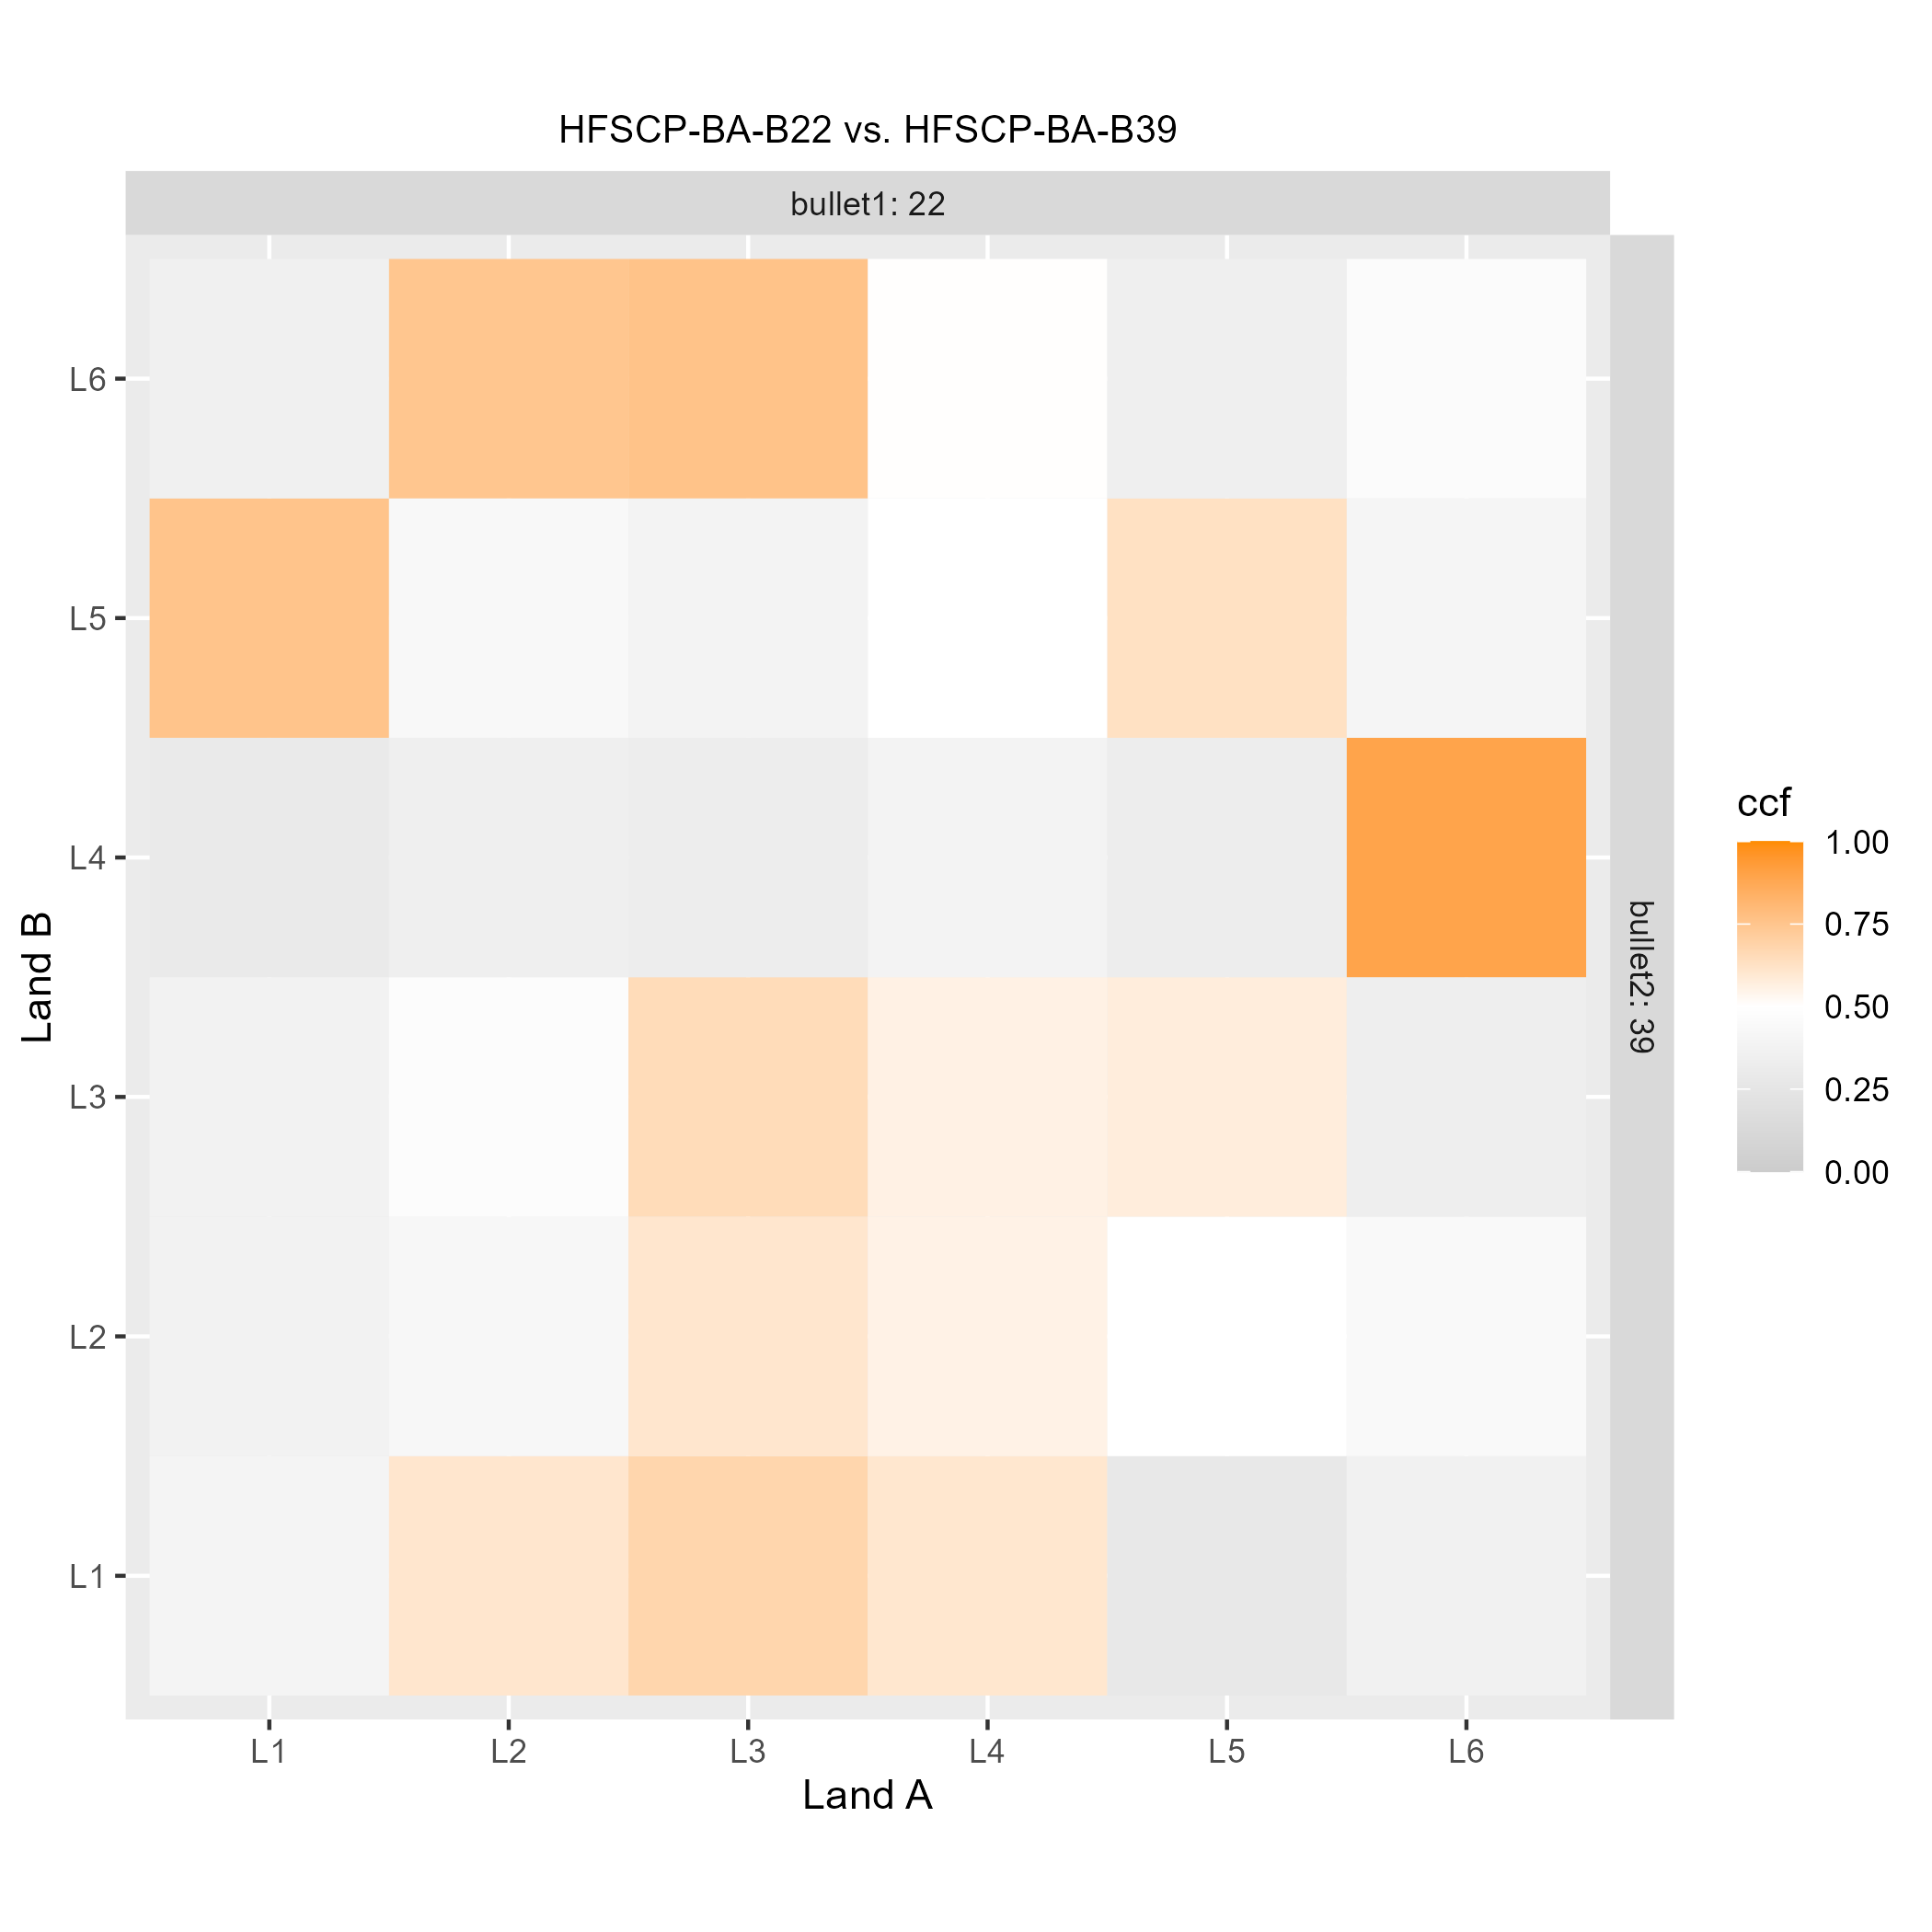 HFSCP-BA-B22 vs. HFSCP-BA-B39
bullet1: 22
L6
L5
L4
L3
L2
L1
Land B
bullet2: 39
L1 L2 L3 L4 L5 L6
Land A
ccf
1.00
0.75
0.50
0.25
0.00